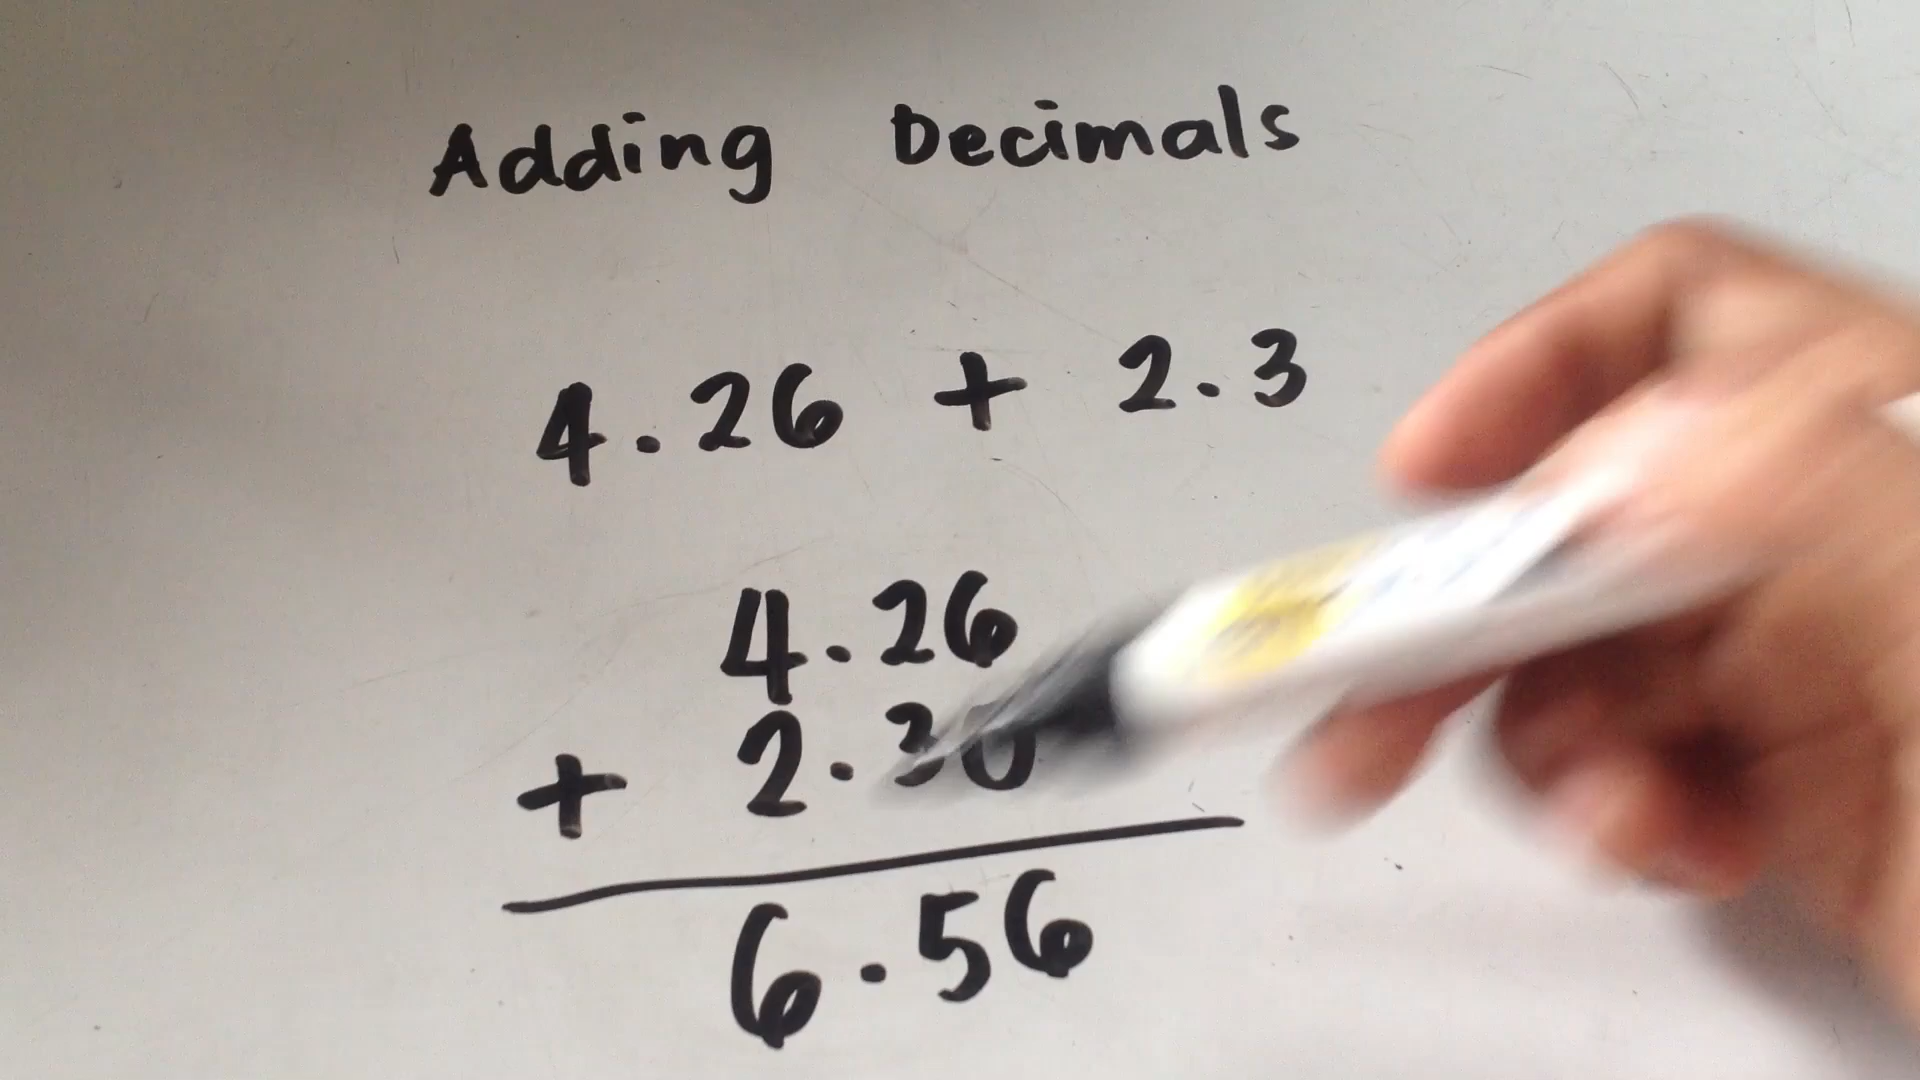 Adding Decimals
4.26 + 2.3
4.26
+ 2.30
6.56